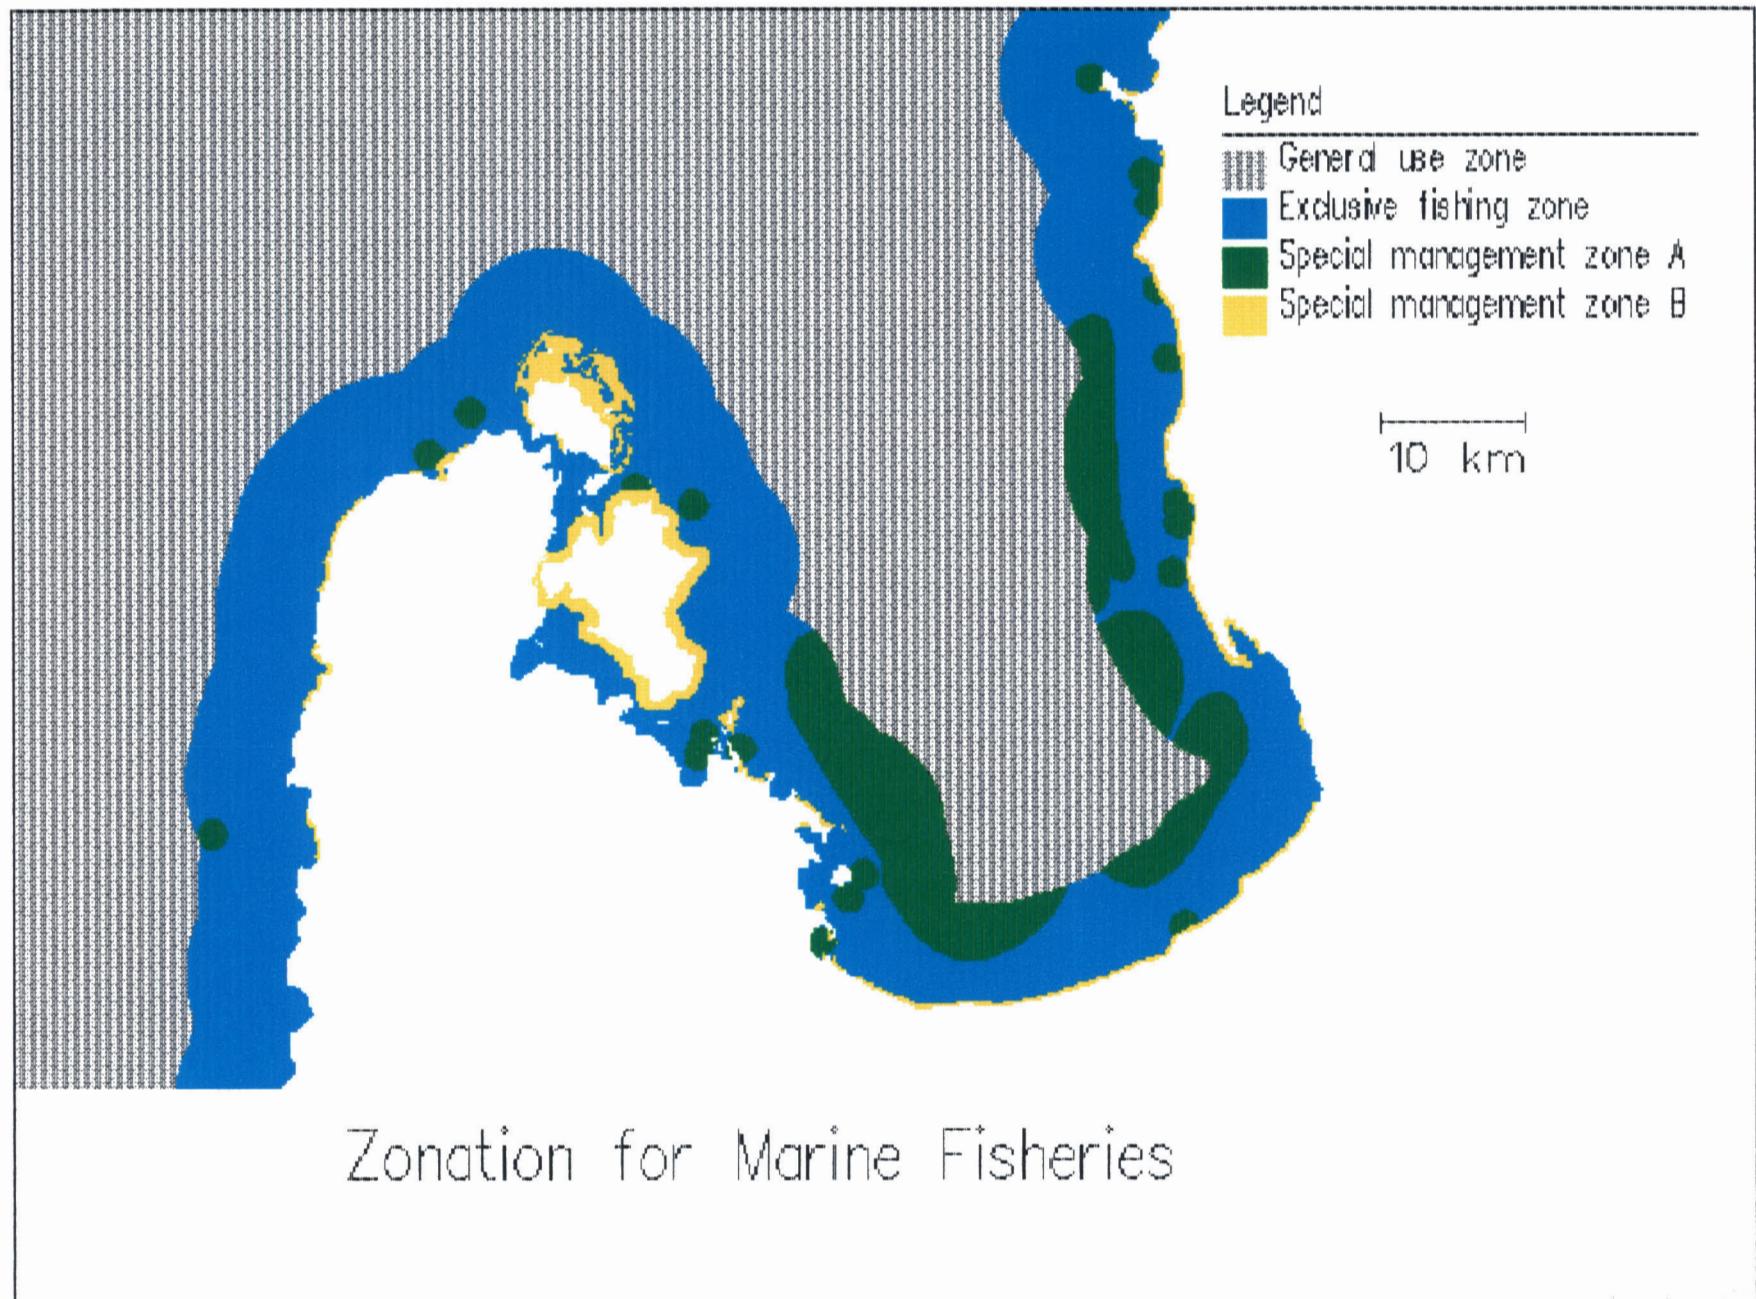 Legend
General use zone
Exclusive fishing zone
Special management zone A
Special management zone B
10 km
Zonation for Marine Fisheries